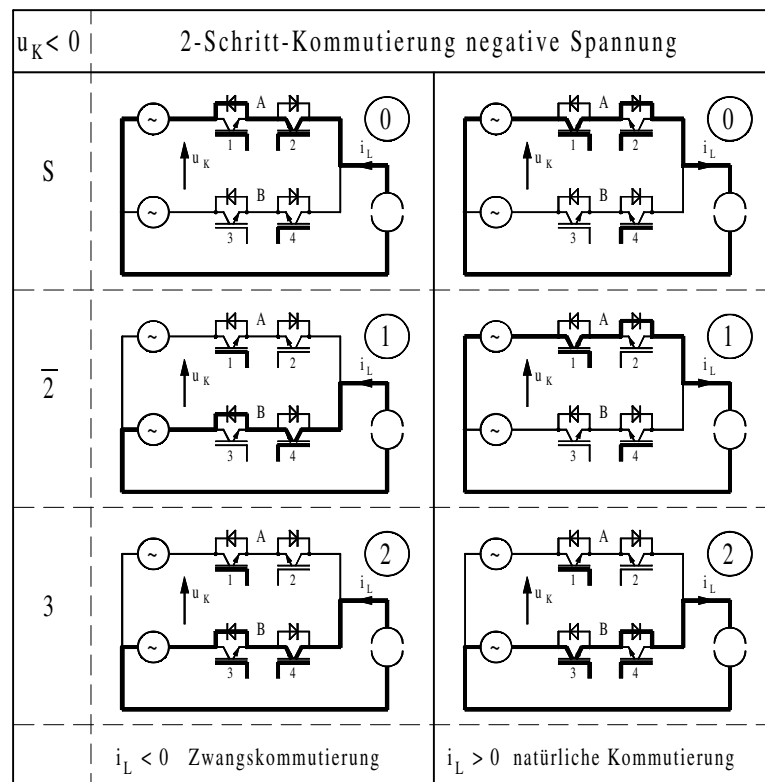 u_K < 0 2-Schritt-Kommutierung negative Spannung
S
~ A 0
1 2 i_L
u_K
~ B
3 4
~ A 0
1 2 i_L
u_K
~ B
3 4
2̅
~ A 1
1 2 i_L
u_K
~ B
3 4
~ A 1
1 2 i_L
u_K
~ B
3 4
3
~ A 2
1 2 i_L
u_K
~ B
3 4
~ A 2
1 2 i_L
u_K
~ B
3 4
i_L < 0 Zwangskommutierung
i_L > 0 natürliche Kommutierung